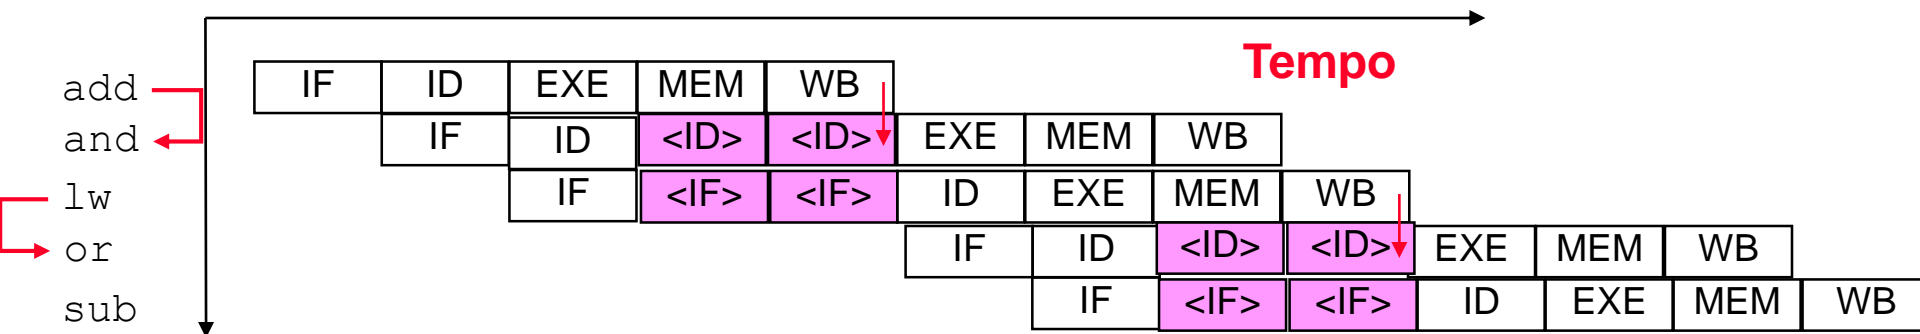 Tempo
add IF ID EXE MEM WB
and IF ID <ID> <ID> EXE MEM WB
lw IF <IF> <IF> ID EXE MEM WB
or IF ID <ID> <ID> EXE MEM WB
sub IF <IF> <IF> ID EXE MEM WB